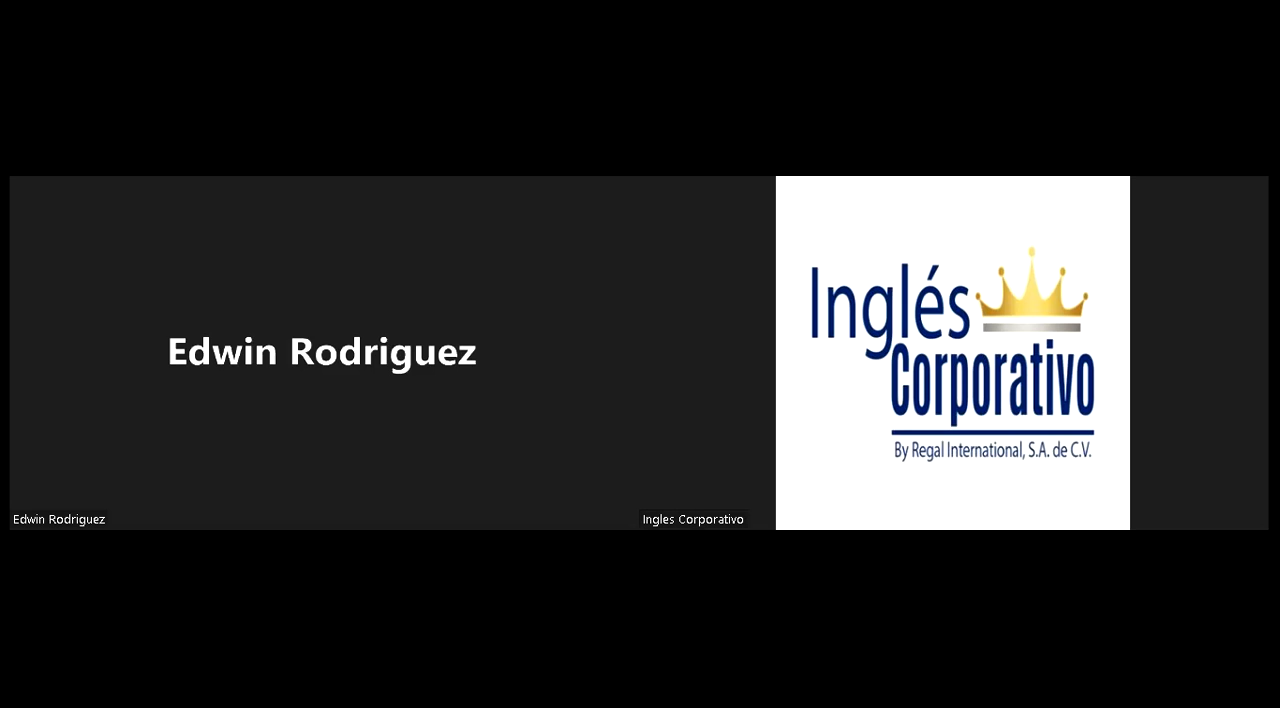 Edwin Rodriguez
Edwin Rodriguez
Inglés
Corporativo
By Regal International, S.A. de C.V.
Ingles Corporativo